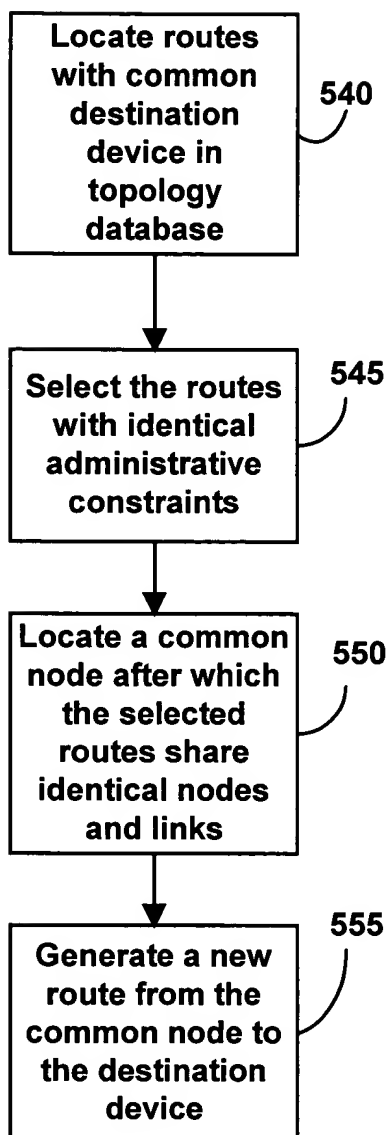 Locate routes
with common
destination
device in
topology
database
540
Select the routes
with identical
administrative
constraints
545
Locate a common
node after which
the selected
routes share
identical nodes
and links
550
Generate a new
route from the
common node to
the destination
device
555